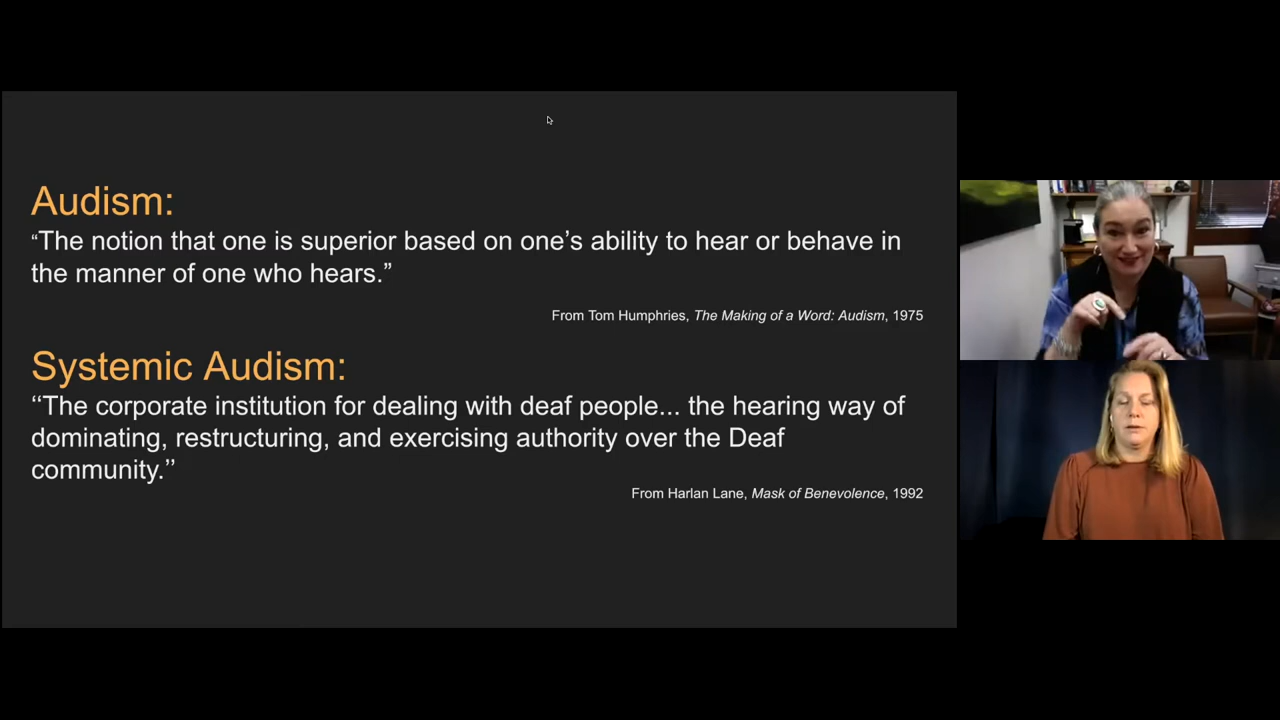 Audism:
“The notion that one is superior based on one’s ability to hear or behave in
the manner of one who hears.”
From Tom Humphries, The Making of a Word: Audism, 1975
Systemic Audism:
‘‘The corporate institution for dealing with deaf people... the hearing way of
dominating, restructuring, and exercising authority over the Deaf
community.’’
From Harlan Lane, Mask of Benevolence, 1992